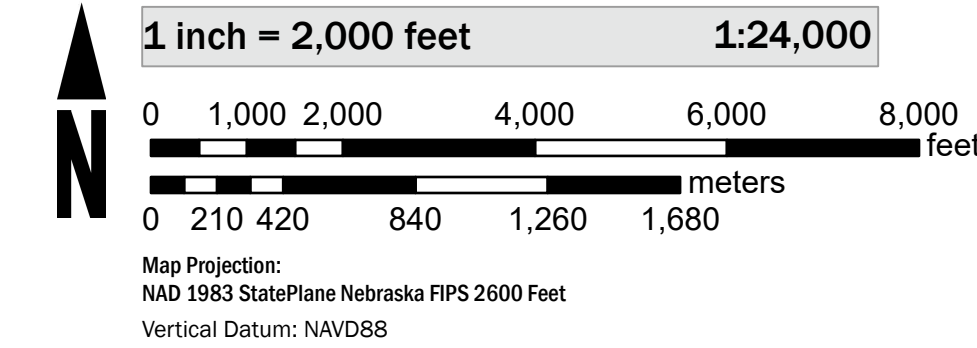 1 inch = 2,000 feet 1:24,000
0 1,000 2,000 4,000 6,000 8,000
feet
N
meters
0 210 420 840 1,260 1,680
Map Projection:
NAD 1983 StatePlane Nebraska FIPS 2600 Feet
Vertical Datum: NAVD88